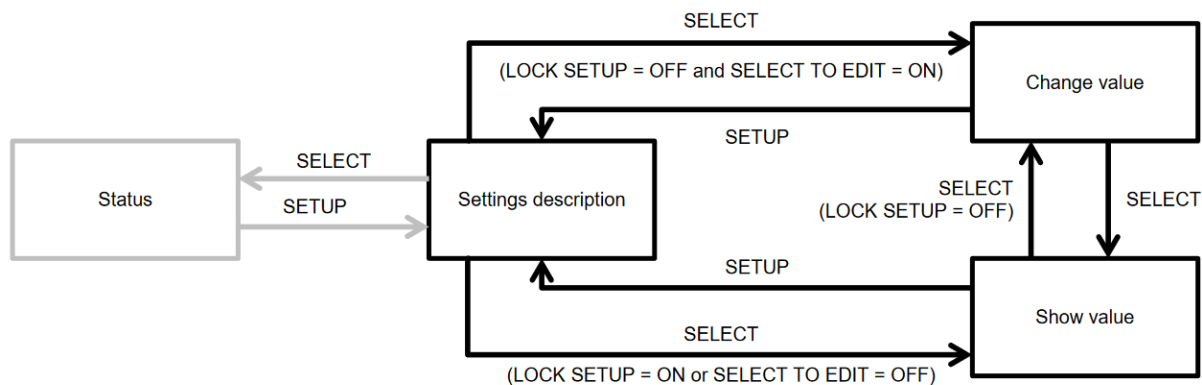 SELECT
(LOCK SETUP = OFF and SELECT TO EDIT = ON)
Change value
SETUP
SELECT
Status
Settings description
SETUP
SELECT
(LOCK SETUP = OFF)
SELECT
SETUP
Show value
SELECT
(LOCK SETUP = ON or SELECT TO EDIT = OFF)